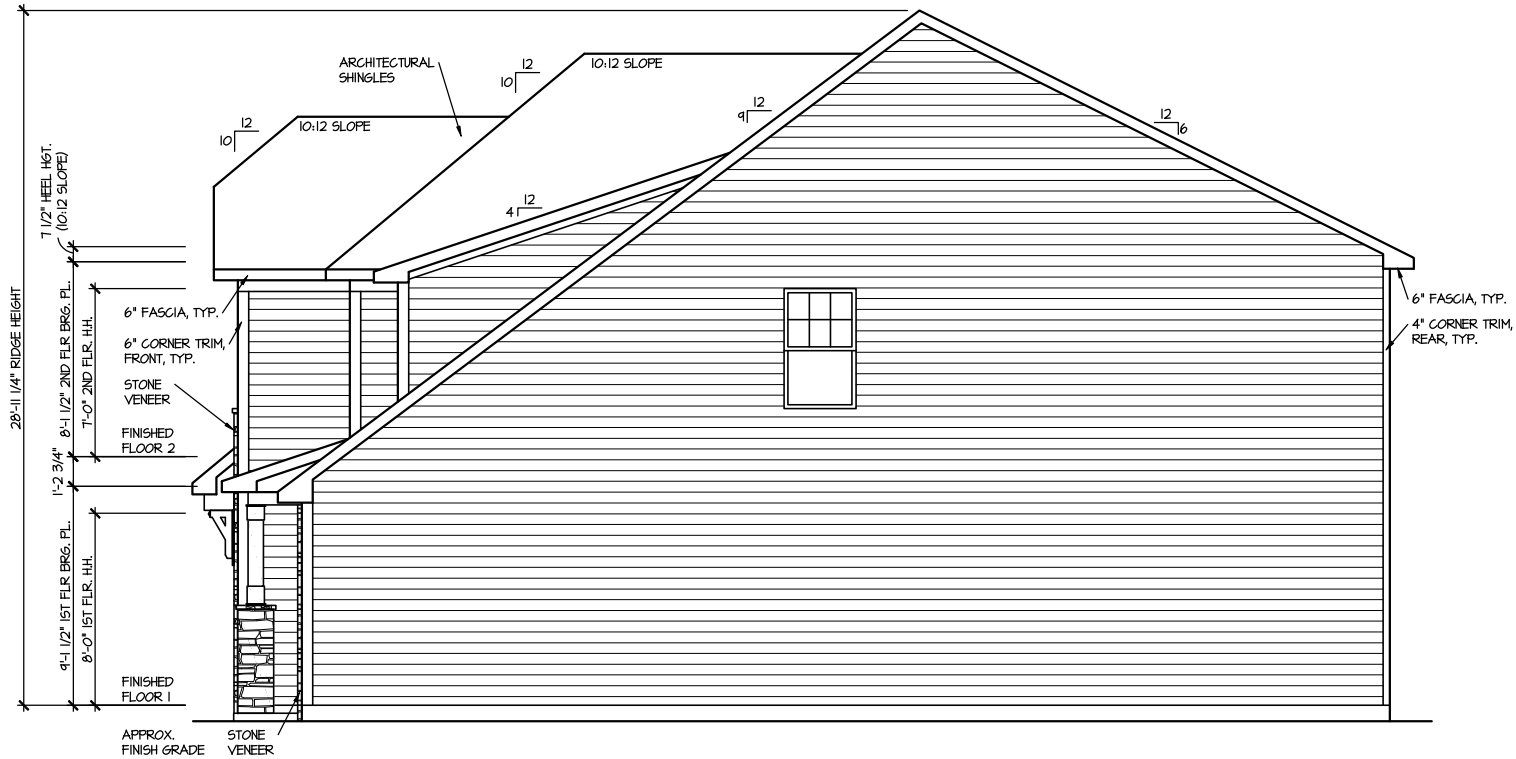 ARCHITECTURAL
SHINGLES
12
10
10:12 SLOPE
12
9
12
6
12
10
10:12 SLOPE
12
4
7 1/2" HEEL HGT.
(10:12 SLOPE)
28'-11 1/4" RIDGE HEIGHT
8'-1 1/2" 2ND FLR BRG. PL.
7'-0" 2ND FLR. H.H.
1'-2 3/4"
9'-1 1/2" 1ST FLR BRG. PL.
8'-0" 1ST FLR. H.H.
6" FASCIA, TYP.
6" CORNER TRIM,
FRONT, TYP.
STONE
VENEER
FINISHED
FLOOR 2
FINISHED
FLOOR 1
APPROX.
FINISH GRADE
STONE
VENEER
6" FASCIA, TYP.
4" CORNER TRIM,
REAR, TYP.